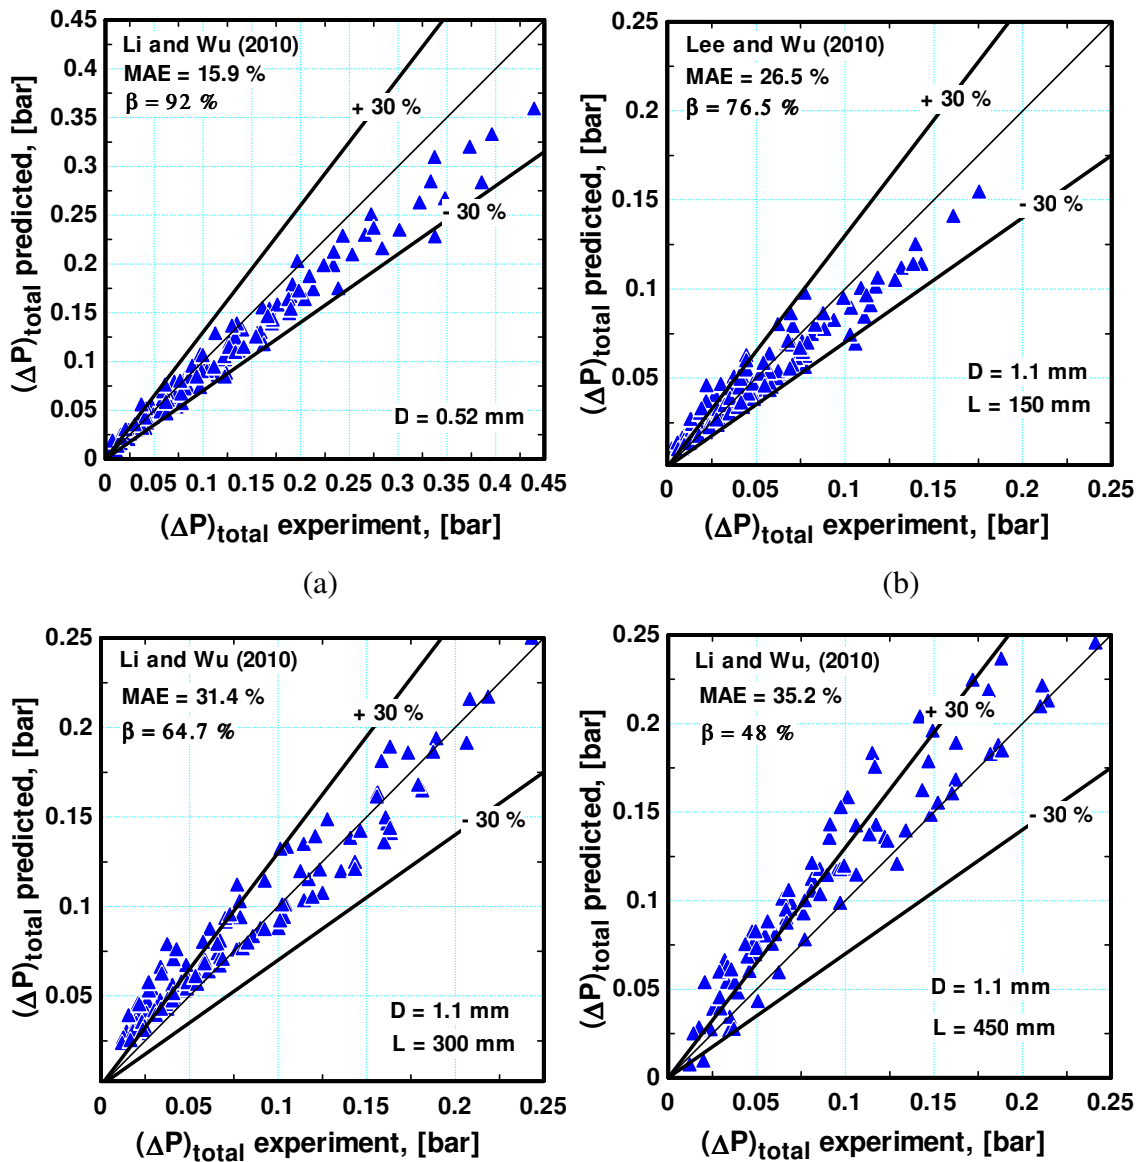 Li and Wu (2010)
MAE = 15.9 %
β = 92 %
+ 30 %
- 30 %
D = 0.52 mm
0.45
0.4
0.35
0.3
0.25
0.2
0.15
0.1
0.05
0
0 0.05 0.1 0.15 0.2 0.25 0.3 0.35 0.4 0.45
(ΔP)total predicted, [bar]
(ΔP)total experiment, [bar]
(a)
Lee and Wu (2010)
MAE = 26.5 %
β = 76.5 %
+ 30 %
- 30 %
D = 1.1 mm
L = 150 mm
0.25
0.2
0.15
0.1
0.05
0 0.05 0.1 0.15 0.2 0.25
(ΔP)total predicted, [bar]
(ΔP)total experiment, [bar]
(b)
Li and Wu (2010)
MAE = 31.4 %
β = 64.7 %
+ 30 %
- 30 %
D = 1.1 mm
L = 300 mm
0.25
0.2
0.15
0.1
0.05
0 0.05 0.1 0.15 0.2 0.25
(ΔP)total predicted, [bar]
(ΔP)total experiment, [bar]
Li and Wu, (2010)
MAE = 35.2 %
β = 48 %
+ 30 %
- 30 %
D = 1.1 mm
L = 450 mm
0.25
0.2
0.15
0.1
0.05
0
0 0.05 0.1 0.15 0.2 0.25
(ΔP)total predicted, [bar]
(ΔP)total experiment, [bar]